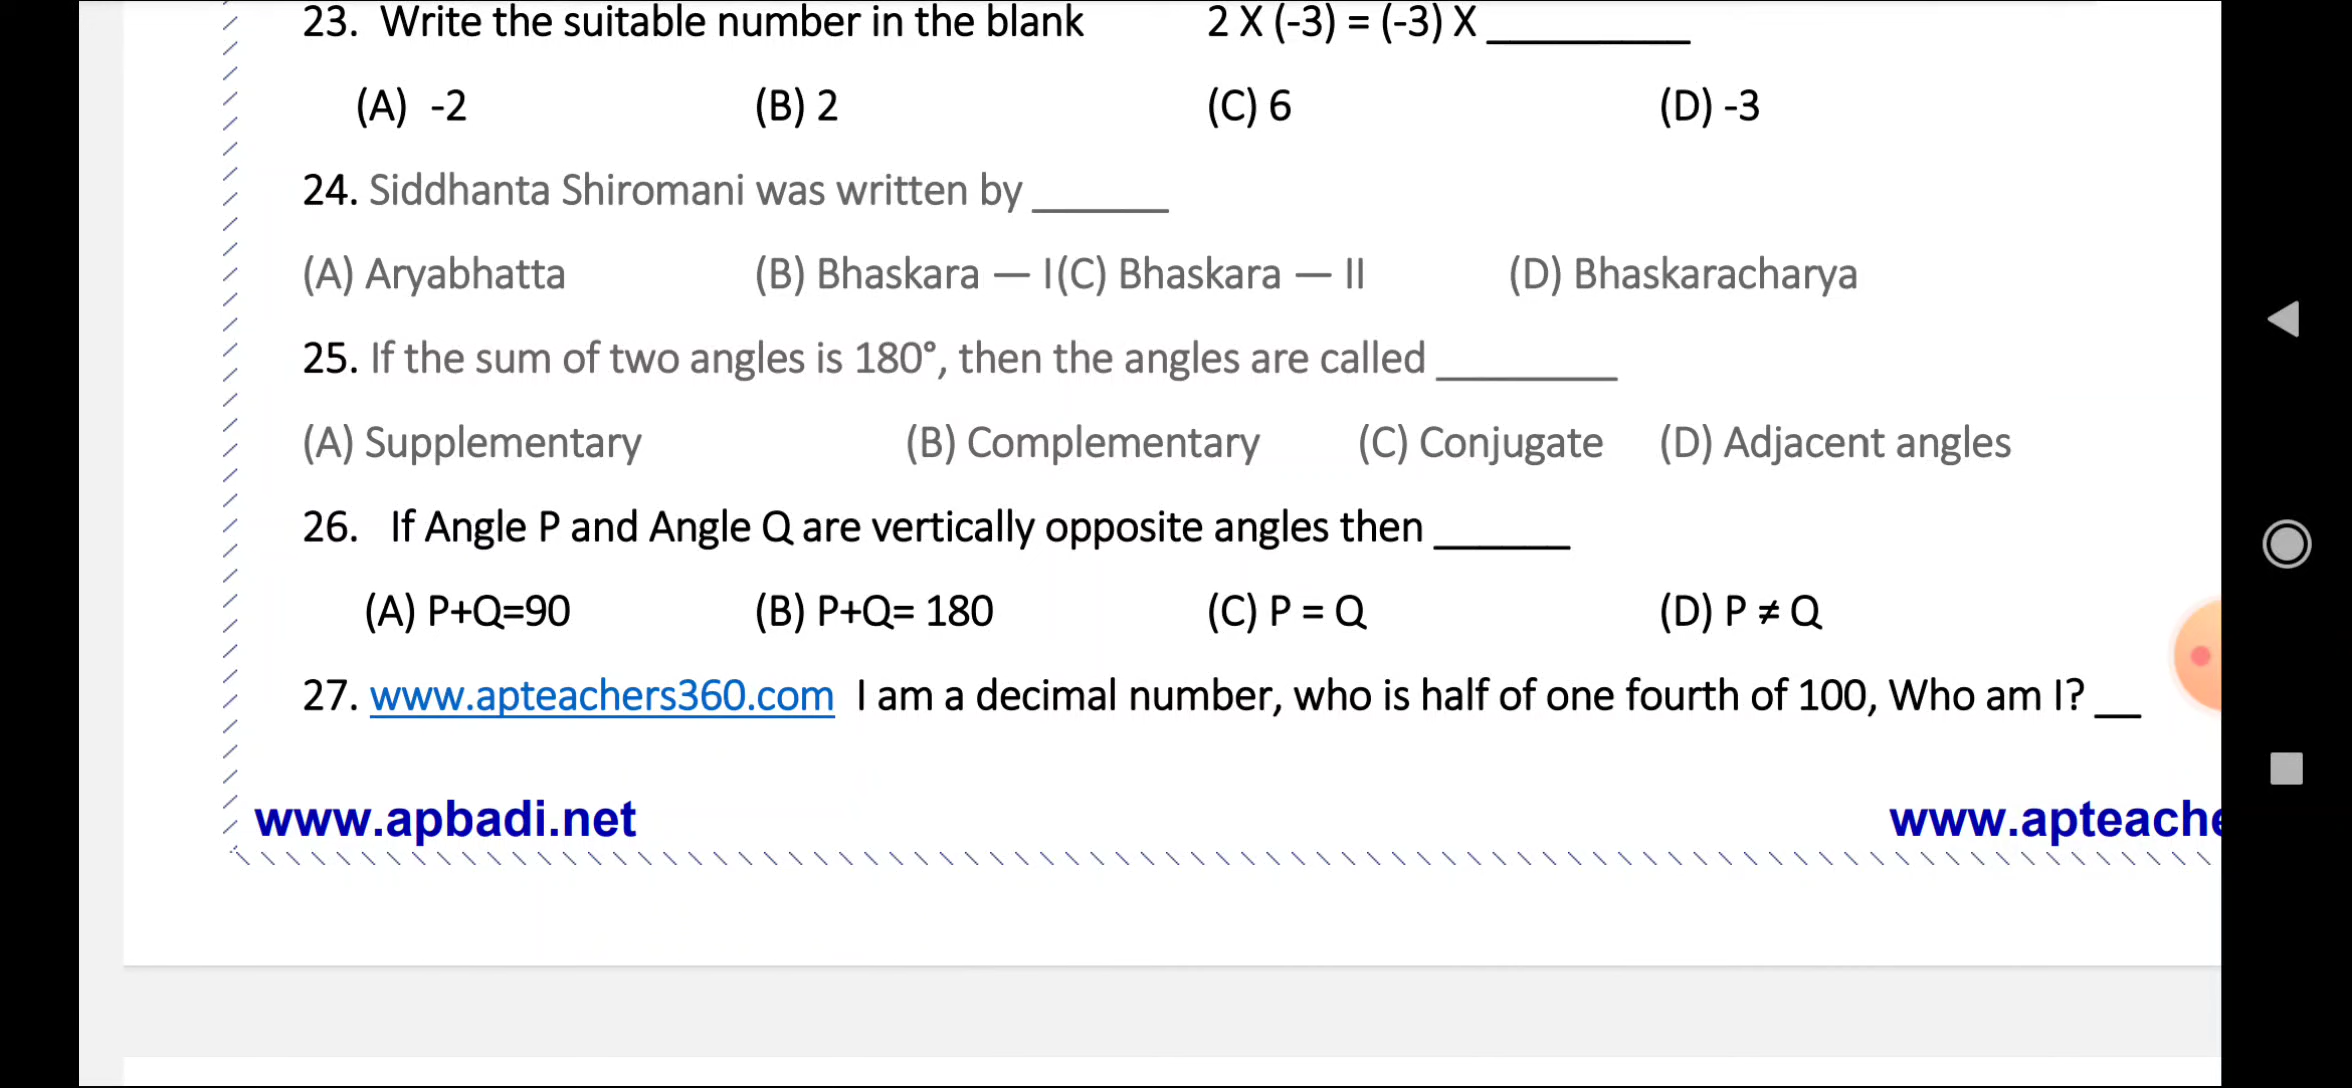 23. Write the suitable number in the blank 2 X (-3) = (-3) X _________
(A) -2 (B) 2 (C) 6 (D) -3
24. Siddhanta Shiromani was written by ______
(A) Aryabhatta (B) Bhaskara — I(C) Bhaskara — II (D) Bhaskaracharya
25. If the sum of two angles is 180°, then the angles are called ________
(A) Supplementary (B) Complementary (C) Conjugate (D) Adjacent angles
26. If Angle P and Angle Q are vertically opposite angles then ______
(A) P+Q=90 (B) P+Q= 180 (C) P = Q (D) P ≠ Q
27. www.apteachers360.com I am a decimal number, who is half of one fourth of 100, Who am I? __
www.apbadi.net www.apteache